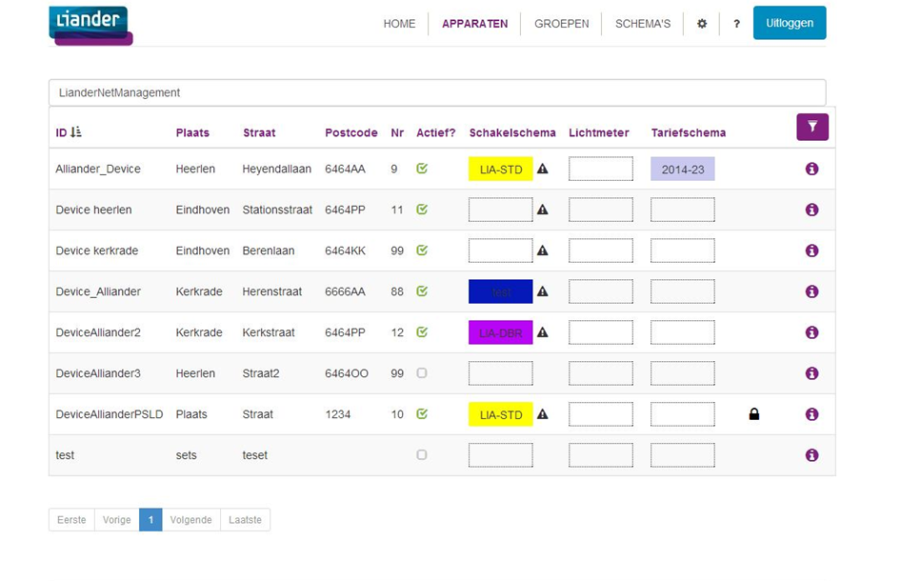 Liander
HOME APPARATEN GROEPEN SCHEMA'S ? Uitloggen
LianderNetManagement
ID Plaats Straat Postcode Nr Actief? Schakelschema Lichtmeter Tariefschema
Alliander_Device Heerlen Heyendallaan 6464AA 9 LIA-STD 2014-23
Device heerlen Eindhoven Stationsstraat 6464PP 11
Device kerkrade Eindhoven Berenlaan 6464KK 99
Device_Alliander Kerkrade Herenstraat 6666AA 88 test
DeviceAlliander2 Kerkrade Kerkstraat 6464PP 12 LIA-DBR
DeviceAlliander3 Heerlen Straat2 6464OO 99
DeviceAllianderPSLD Plaats Straat 1234 10 LIA-STD
test sets teset
Eerste Vorige 1 Volgende Laatste